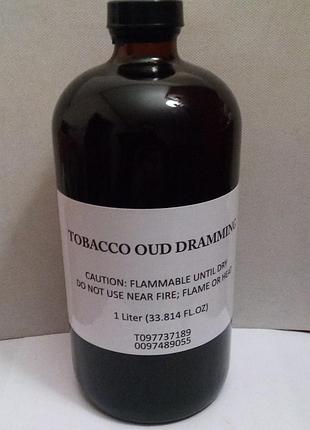 TOBACCO OUD DRAMMING
CAUTION: FLAMMABLE UNTIL DRY
DO NOT USE NEAR FIRE; FLAME OR HEAT
1 Liter (33.814 FL.OZ)
T097737189
0097489055